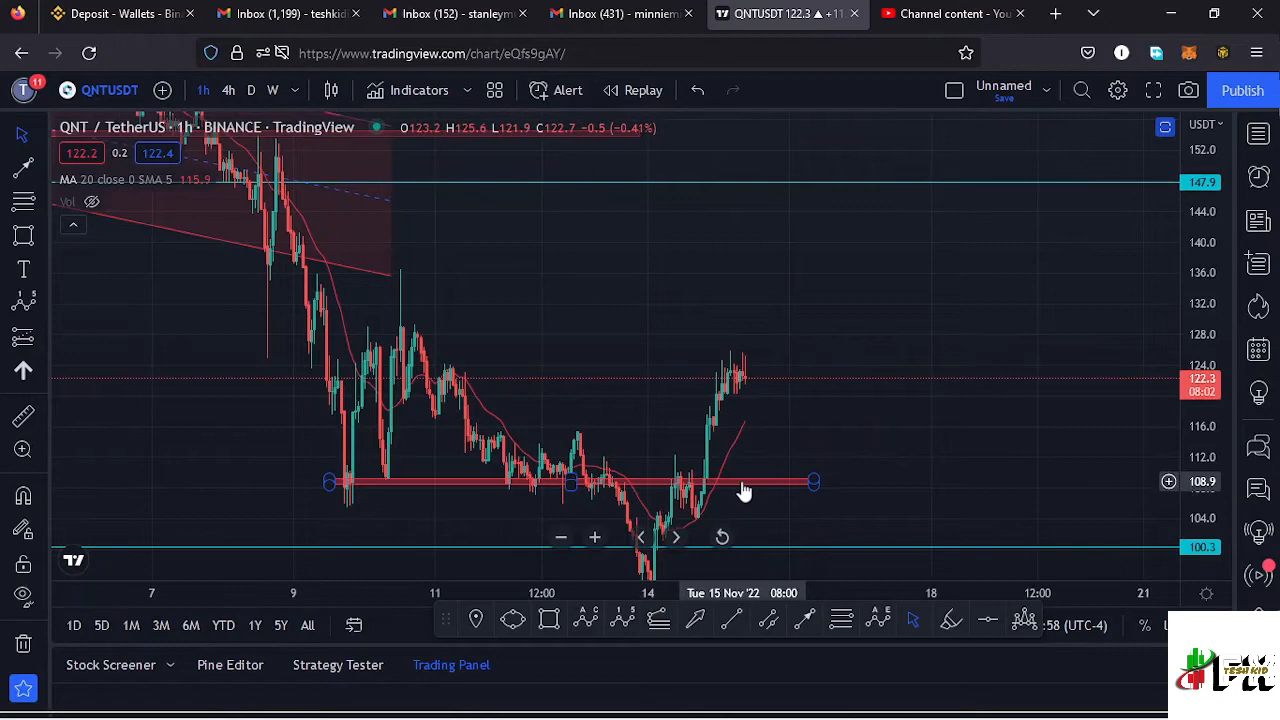 Deposit - Wallets - Bin
Inbox (1,199) - teshkid
Inbox (152) - stanleym
Inbox (431) - minniem
QNTUSDT 122.3 ▲ +11
Channel content - You
https://www.tradingview.com/chart/eQfs9gAY/
T 11 QNTUSDT 1h 4h D W Indicators Alert Replay Unnamed Save Publish
QNT / TetherUS · 1h · BINANCE · TradingView O123.2 H125.6 L121.9 C122.7 -0.5 (-0.41%) USDT
122.2 0.2 122.4
152.0
MA 20 close 0 SMA 5 115.9
147.9
Vol
144.0
140.0
136.0
132.0
128.0
124.0
122.3
08:02
116.0
112.0
108.9
104.0
100.3
7 9 11 12:00 14 Tue 15 Nov '22 08:00 18 12:00 21
1D 5D 1M 3M 6M YTD 1Y 5Y All :58 (UTC-4) %
Stock Screener Pine Editor Strategy Tester Trading Panel
TESH KID